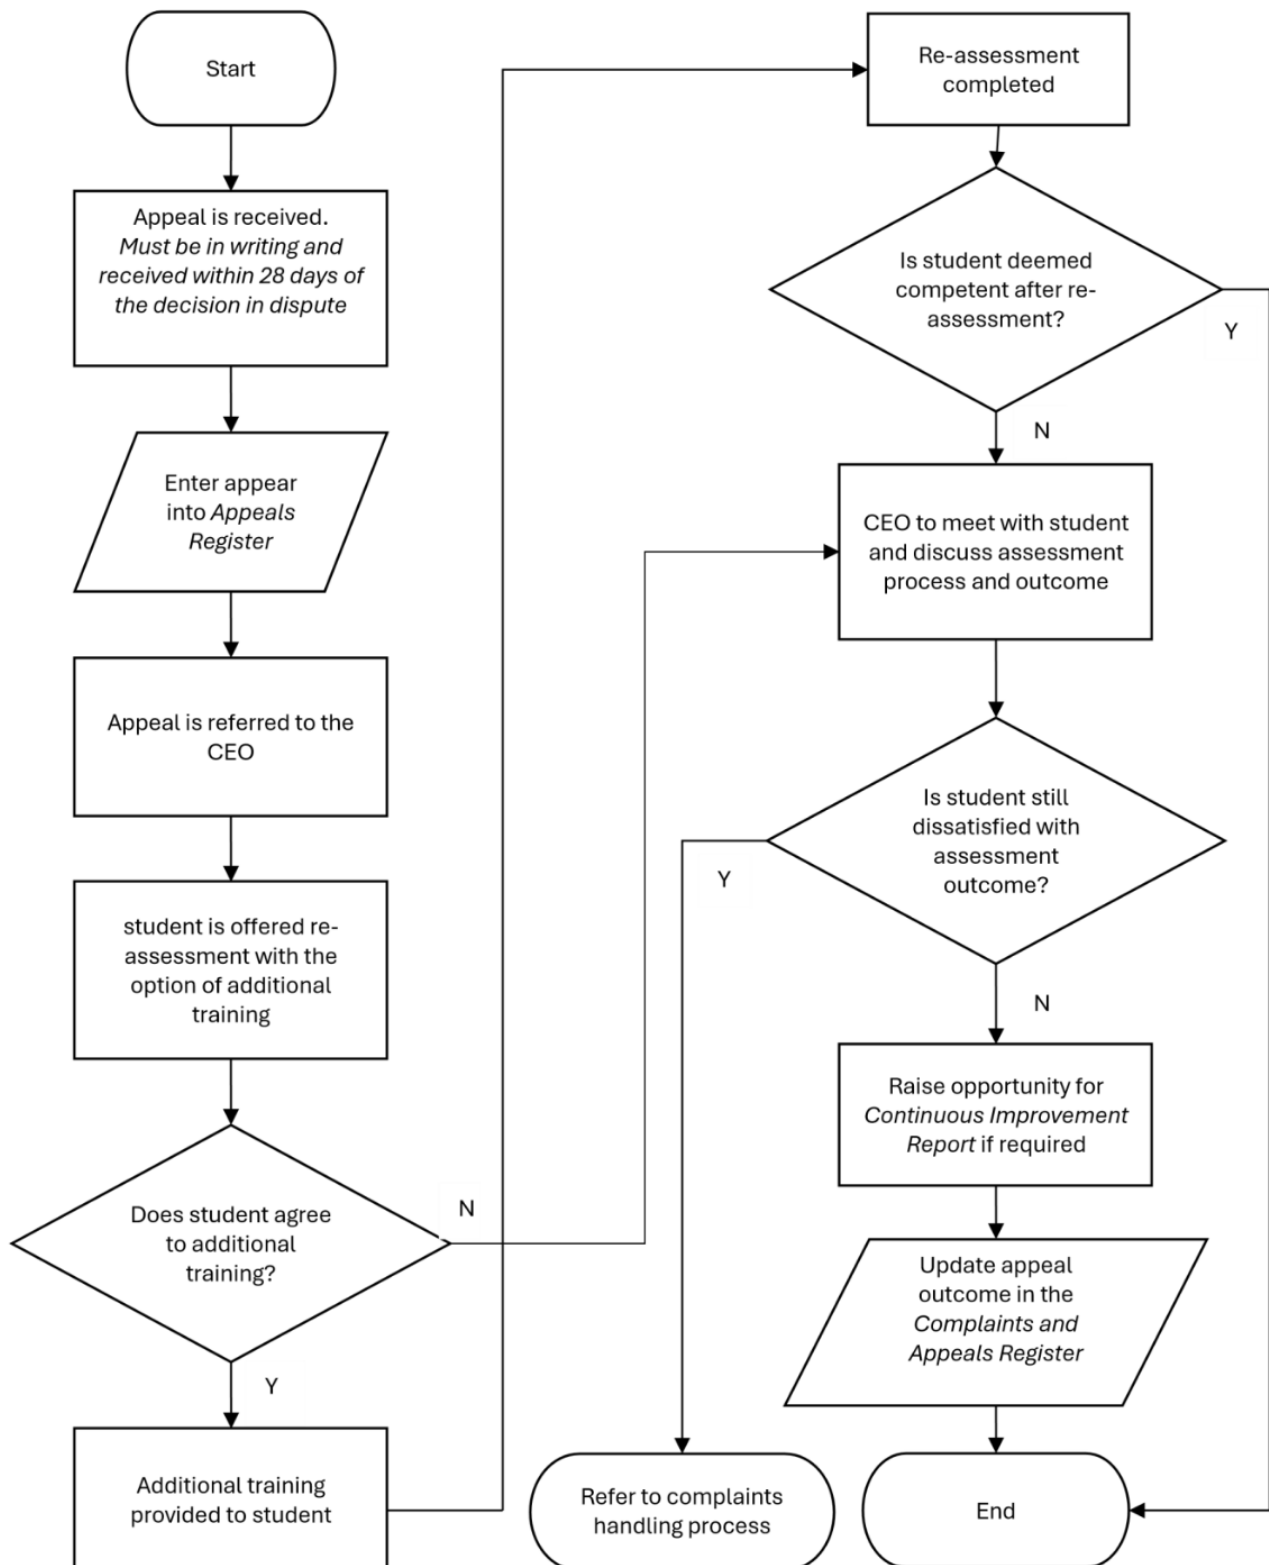 Start
Appeal is received.
Must be in writing and
received within 28 days of
the decision in dispute
Enter appear
into Appeals
Register
Appeal is referred to the
CEO
student is offered re-
assessment with the
option of additional
training
Does student agree
to additional
training?
N
Y
Additional training
provided to student
Re-assessment
completed
Is student deemed
competent after re-
assessment?
Y
N
CEO to meet with student
and discuss assessment
process and outcome
Is student still
dissatisfied with
assessment
outcome?
Y
N
Raise opportunity for
Continuous Improvement
Report if required
Update appeal
outcome in the
Complaints and
Appeals Register
Refer to complaints
handling process
End